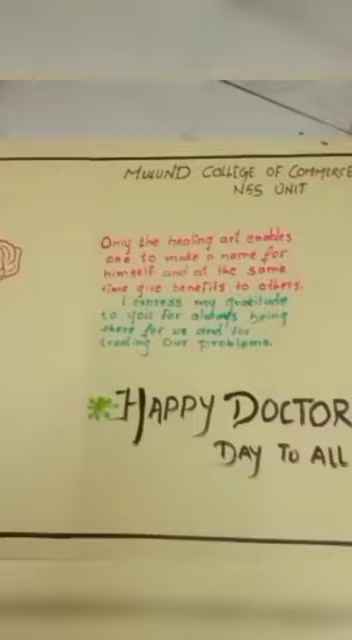 MULUND COLLEGE OF COMMERCE
NSS UNIT
Only the healing art enables
one to make a name for
himself and at the same
time give benefits to others.
I express my gratitude
to you for always being
there for us and for
treating our problems.
HAPPY DOCTOR
DAY TO ALL